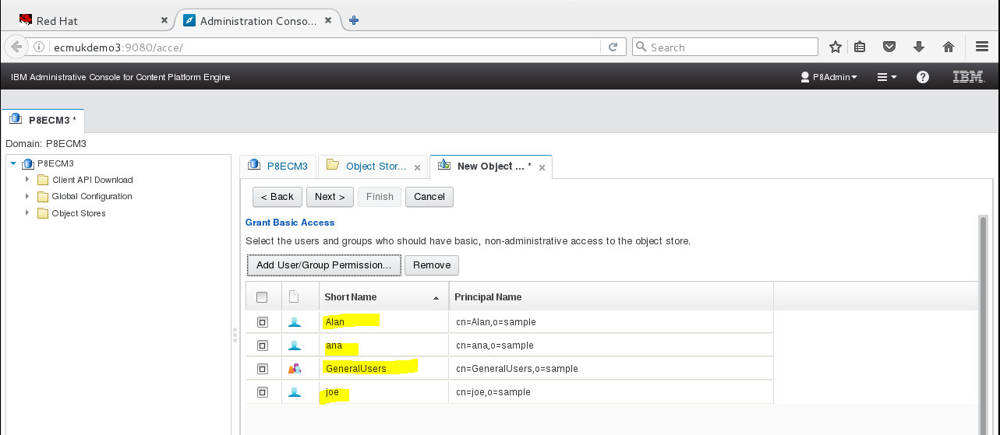 Red Hat
Administration Conso...
ecmukdemo3:9080/acce/
Search
IBM Administrative Console for Content Platform Engine
P8Admin
IBM
P8ECM3 *
Domain: P8ECM3
P8ECM3
Client API Download
Global Configuration
Object Stores
P8ECM3
Object Stor...
New Object ... *
< Back
Next >
Finish
Cancel
Grant Basic Access
Select the users and groups who should have basic, non-administrative access to the object store.
Add User/Group Permission...
Remove
Short Name
Principal Name
Alan
cn=Alan,o=sample
ana
cn=ana,o=sample
GeneralUsers
cn=GeneralUsers,o=sample
joe
cn=joe,o=sample